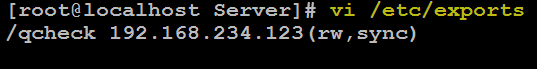 [root@localhost Server]# vi /etc/exports
/qcheck 192.168.234.123(rw,sync)